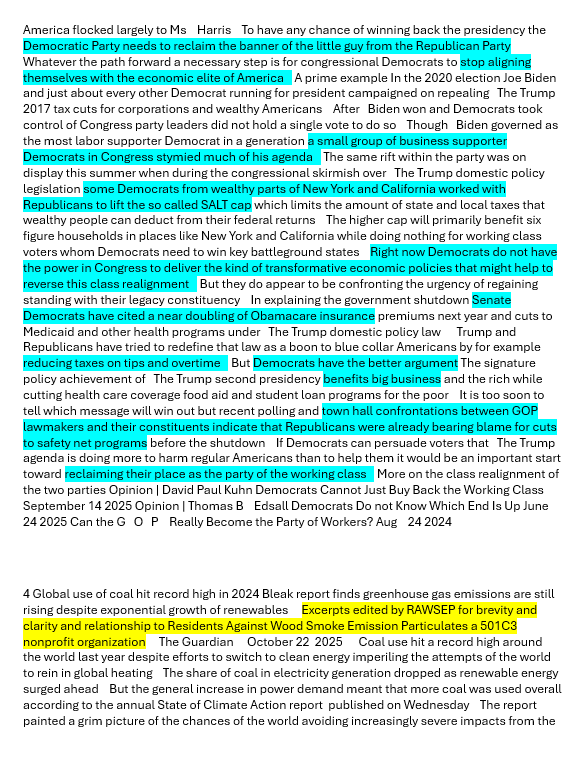 America flocked largely to Ms    Harris    To have any chance of winning back the presidency the
Democratic Party needs to reclaim the banner of the little guy from the Republican Party
Whatever the path forward a necessary step is for congressional Democrats to stop aligning
themselves with the economic elite of America    A prime example In the 2020 election Joe Biden
and just about every other Democrat running for president campaigned on repealing   The Trump
2017 tax cuts for corporations and wealthy Americans    After   Biden won and Democrats took
control of Congress party leaders did not hold a single vote to do so    Though   Biden governed as
the most labor supporter Democrat in a generation a small group of business supporter
Democrats in Congress stymied much of his agenda    The same rift within the party was on
display this summer when during the congressional skirmish over   The Trump domestic policy
legislation some Democrats from wealthy parts of New York and California worked with
Republicans to lift the so called SALT cap which limits the amount of state and local taxes that
wealthy people can deduct from their federal returns    The higher cap will primarily benefit six
figure households in places like New York and California while doing nothing for working class
voters whom Democrats need to win key battleground states    Right now Democrats do not have
the power in Congress to deliver the kind of transformative economic policies that might help to
reverse this class realignment    But they do appear to be confronting the urgency of regaining
standing with their legacy constituency    In explaining the government shutdown Senate
Democrats have cited a near doubling of Obamacare insurance premiums next year and cuts to
Medicaid and other health programs under   The Trump domestic policy law     Trump and
Republicans have tried to redefine that law as a boon to blue collar Americans by for example
reducing taxes on tips and overtime    But Democrats have the better argument The signature
policy achievement of   The Trump second presidency benefits big business and the rich while
cutting health care coverage food aid and student loan programs for the poor    It is too soon to
tell which message will win out but recent polling and town hall confrontations between GOP
lawmakers and their constituents indicate that Republicans were already bearing blame for cuts
to safety net programs before the shutdown    If Democrats can persuade voters that   The Trump
agenda is doing more to harm regular Americans than to help them it would be an important start
toward reclaiming their place as the party of the working class    More on the class realignment of
the two parties Opinion | David Paul Kuhn Democrats Cannot Just Buy Back the Working Class
September 14 2025 Opinion | Thomas B    Edsall Democrats Do not Know Which End Is Up June
24 2025 Can the G   O   P    Really Become the Party of Workers? Aug    24 2024
4 Global use of coal hit record high in 2024 Bleak report finds greenhouse gas emissions are still
rising despite exponential growth of renewables     Excerpts edited by RAWSEP for brevity and
clarity and relationship to Residents Against Wood Smoke Emission Particulates a 501C3
nonprofit organization     The Guardian     October 22  2025      Coal use hit a record high around
the world last year despite efforts to switch to clean energy imperiling the attempts of the world
to rein in global heating    The share of coal in electricity generation dropped as renewable energy
surged ahead    But the general increase in power demand meant that more coal was used overall
according to the annual State of Climate Action report  published on Wednesday    The report
painted a grim picture of the chances of the world avoiding increasingly severe impacts from the